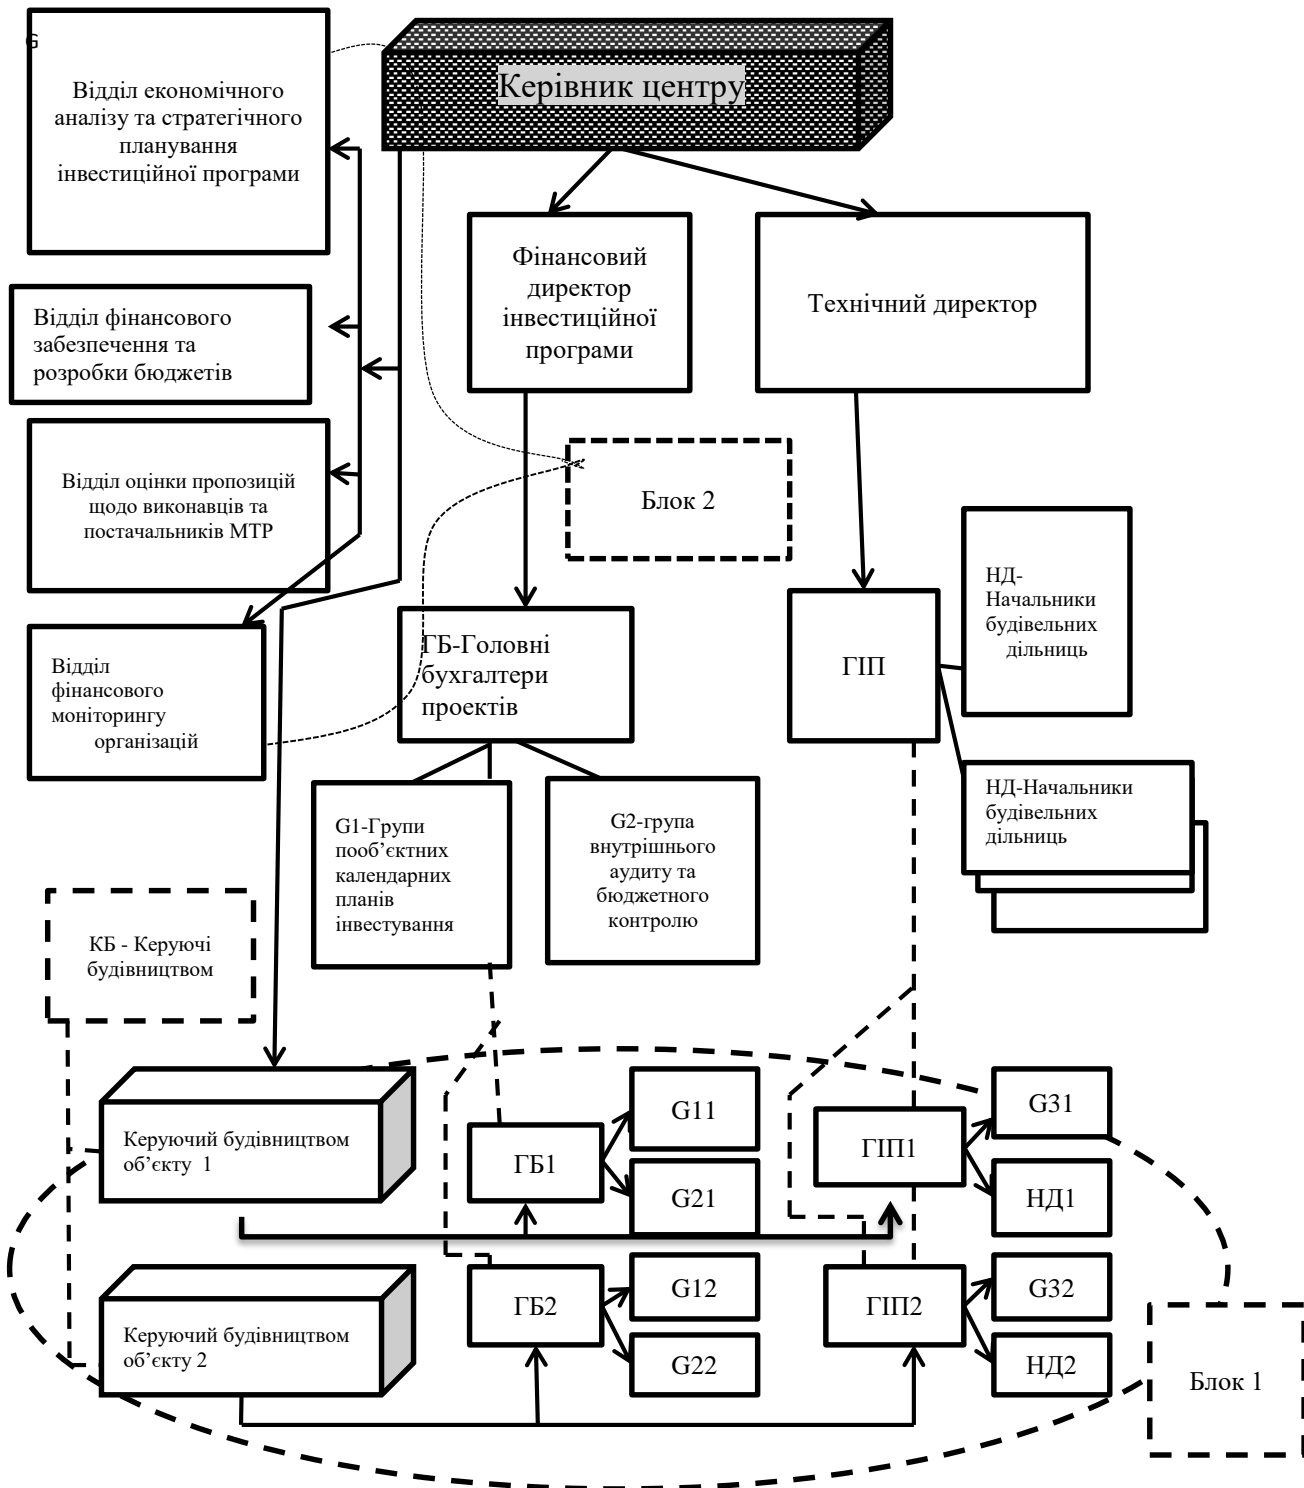 G
Керівник центру
Відділ економічного
аналізу та стратегічного
планування
інвестиційної програми
Фінансовий
директор
інвестиційної
програми
Технічний директор
Відділ фінансового
забезпечення та
розробки бюджетів
Відділ оцінки пропозицій
щодо виконавців та
постачальників МТР
Блок 2
НД-
Начальники
будівельних
дільниць
Відділ
фінансового
моніторингу
організацій
ГБ-Головні
бухгалтери
проектів
ГІП
НД-Начальники
будівельних
дільниць
G1-Групи
пооб’єктних
календарних
планів
інвестування
G2-група
внутрішнього
аудиту та
бюджетного
контролю
КБ - Керуючі
будівництвом
Керуючий будівництвом
об’єкту 1
ГБ1
G11
G21
ГІП1
G31
НД1
Керуючий будівництвом
об’єкту 2
ГБ2
G12
G22
ГІП2
G32
НД2
Блок 1